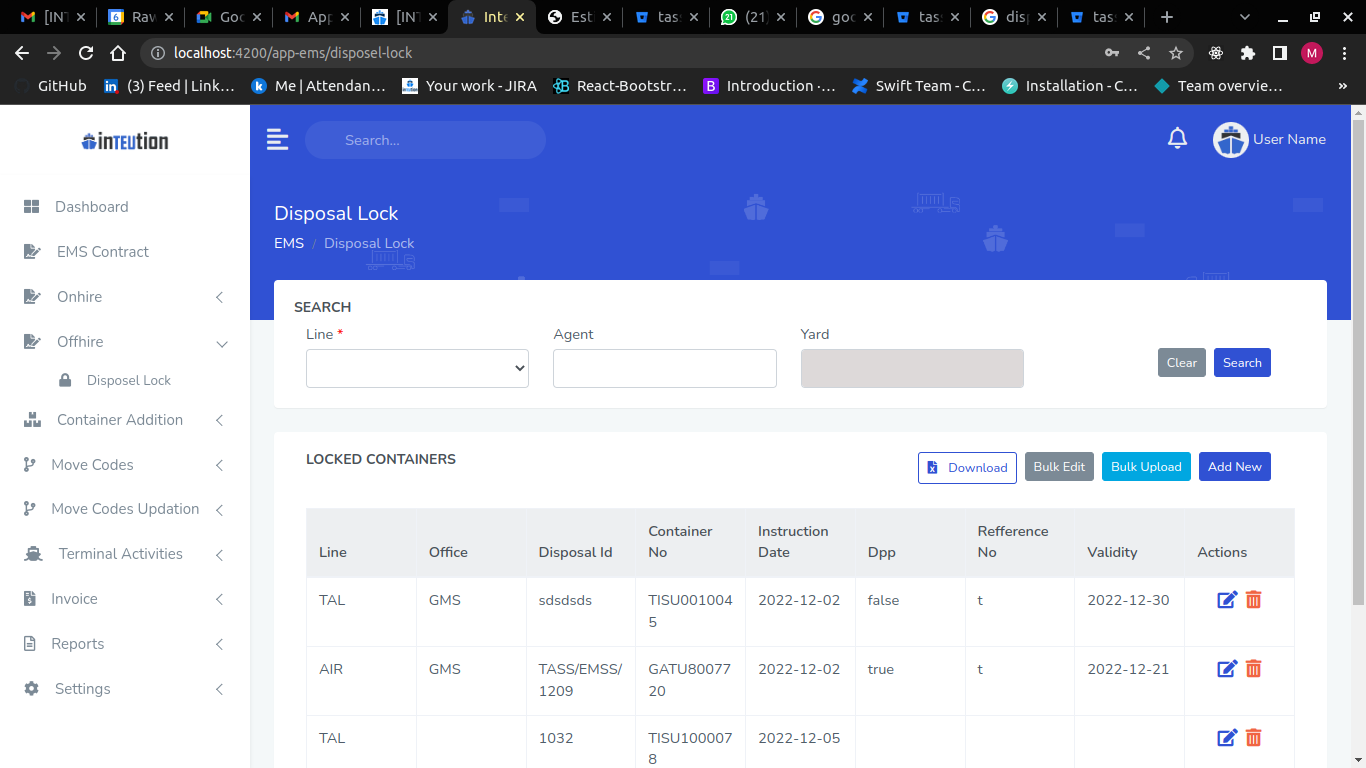 [INT
6 Raw
Goo
App
[INT
Inte
Est
tas
21 (21)
goo
tas
disp
tas
localhost:4200/app-ems/disposel-lock
M
GitHub
(3) Feed | Link…
Me | Attendan…
Your work - JIRA
React-Bootstr…
B Introduction ·…
Swift Team - C…
Installation - C…
Team overvie…
»
inTEUtion
Search...
User Name
Dashboard
EMS Contract
Onhire
Offhire
Disposel Lock
Container Addition
Move Codes
Move Codes Updation
Terminal Activities
Invoice
Reports
Settings
Disposal Lock
EMS / Disposal Lock
SEARCH
Line *
Agent
Yard
Clear
Search
LOCKED CONTAINERS
Download
Bulk Edit
Bulk Upload
Add New
Line Office Disposal Id Container No Instruction Date Dpp Refference No Validity Actions
TAL GMS sdsdsds TISU0010045 2022-12-02 false t 2022-12-30
AIR GMS TASS/EMSS/1209 GATU8007720 2022-12-02 true t 2022-12-21
TAL 1032 TISU1000078 2022-12-05